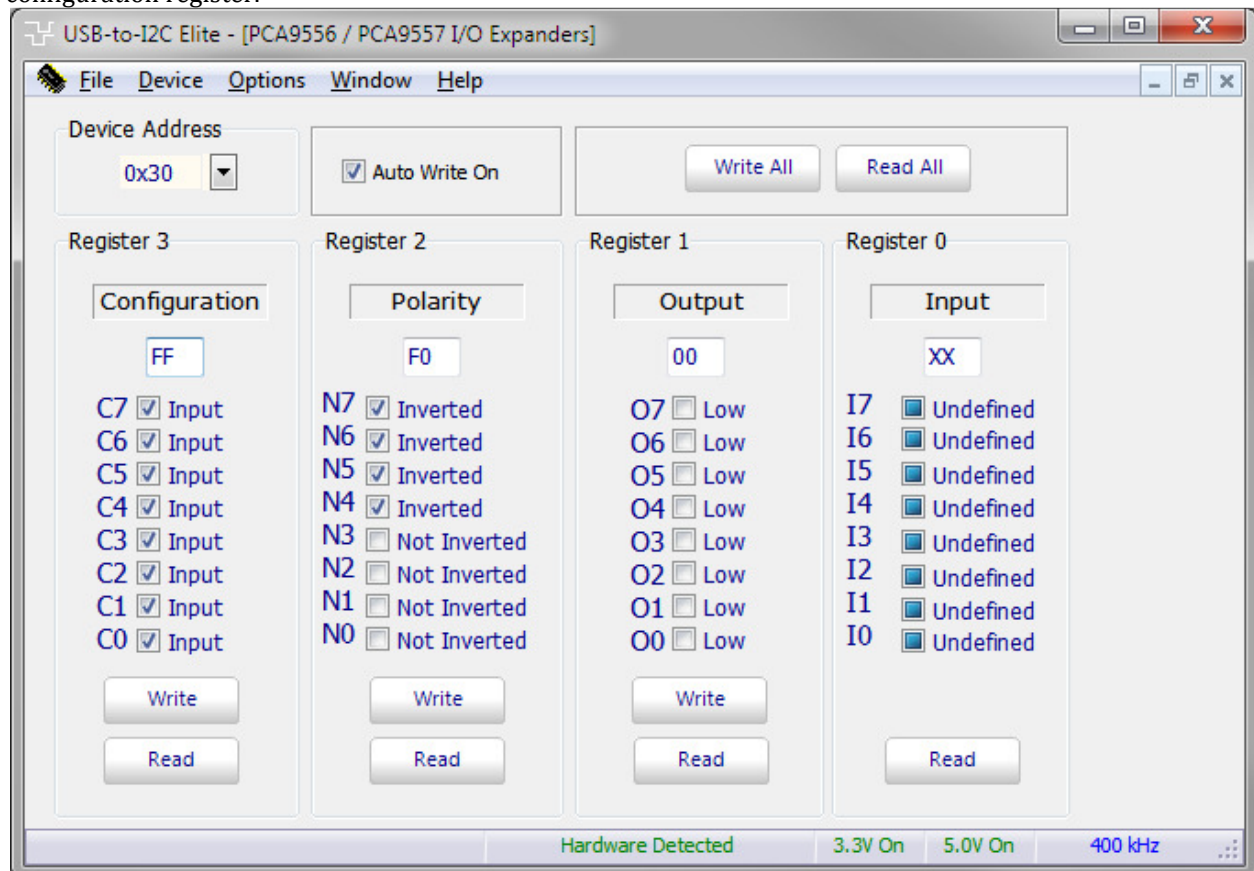 configuration register.
USB-to-I2C Elite - [PCA9556 / PCA9557 I/O Expanders]
File Device Options Window Help
Device Address
0x30
Auto Write On
Write All Read All
Register 3 Register 2 Register 1 Register 0
Configuration Polarity Output Input
FF F0 00 XX
C7 Input N7 Inverted O7 Low I7 Undefined
C6 Input N6 Inverted O6 Low I6 Undefined
C5 Input N5 Inverted O5 Low I5 Undefined
C4 Input N4 Inverted O4 Low I4 Undefined
C3 Input N3 Not Inverted O3 Low I3 Undefined
C2 Input N2 Not Inverted O2 Low I2 Undefined
C1 Input N1 Not Inverted O1 Low I1 Undefined
C0 Input N0 Not Inverted O0 Low I0 Undefined
Write Write Write
Read Read Read Read
Hardware Detected 3.3V On 5.0V On 400 kHz